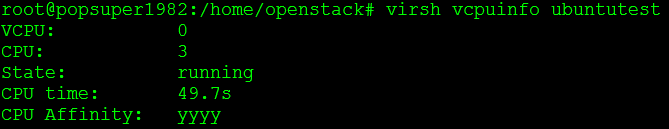 root@popsuper1982:/home/openstack# virsh vcpuinfo ubuntutest
VCPU:           0
CPU:            3
State:          running
CPU time:       49.7s
CPU Affinity:   yyyy